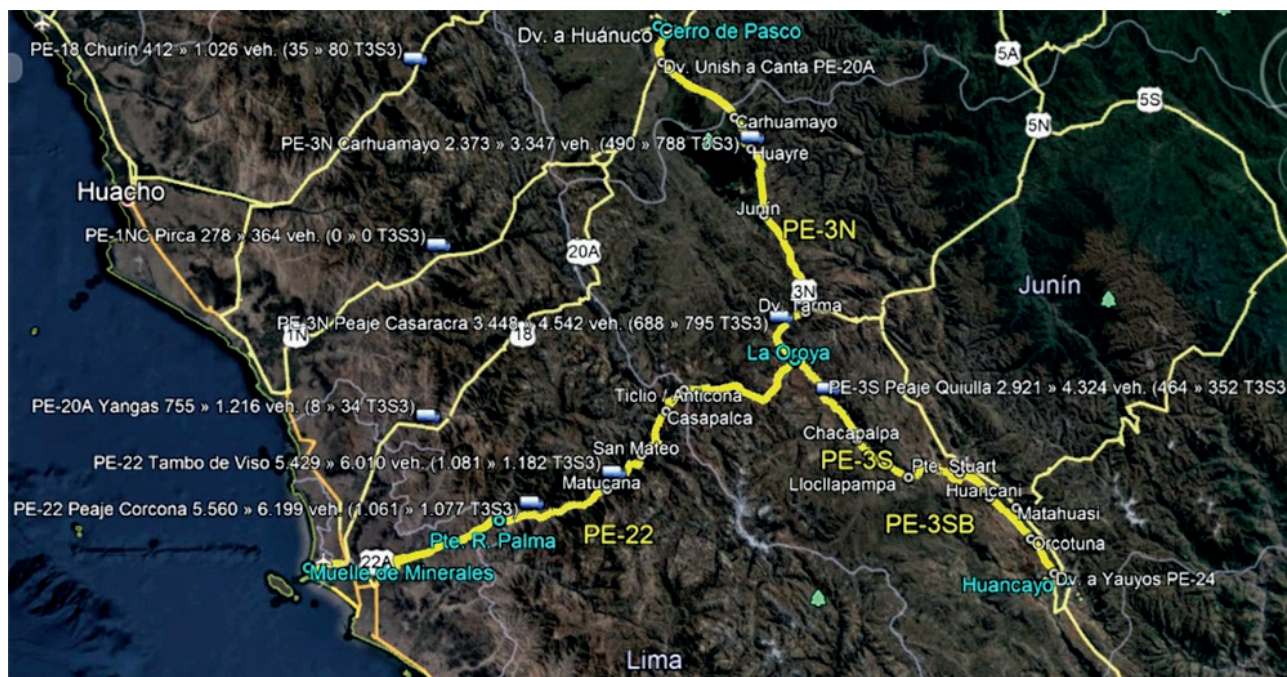 Dv. a Huánuco
Cerro de Pasco
PE-18 Churín 412 » 1.026 veh. (35 » 80 T3S3)
5A
Dv. Unish a Canta PE-20A
5S
5N
Carhuamayo
PE-3N Carhuamayo 2.373 » 3.347 veh. (490 » 788 T3S3)
Huayre
Huacho
Junín
PE-3N
PE-1NC Pirca 278 » 364 veh. (0 » 0 T3S3)
20A
Junín
3N
Dv. Tarma
PE-3N Peaje Casaracra 3.448 » 4.542 veh. (688 » 795 T3S3)
1N
18
La Oroya
PE-3S Peaje Quiulla 2.921 » 4.324 veh. (464 » 352 T3S3
Ticlio / Anticona
PE-20A Yangas 755 » 1.216 veh. (8 » 34 T3S3)
Casapalca
Chacapalpa
San Mateo
PE-3S
PE-22 Tambo de Viso 5.429 » 6.010 veh. (1.081 » 1.182 T3S3)
Pte. Stuart
Matucana
Llocllapampa
Huancani
PE-22 Peaje Corcona 5.560 » 6.199 veh. (1.061 » 1.077 T3S3)
Matahuasi
PE-3SB
PE-22
Pte. R. Palma
Orcotuna
22A
Muelle de Minerales
Huancayo
Dv. a Yauyos PE-24
Lima